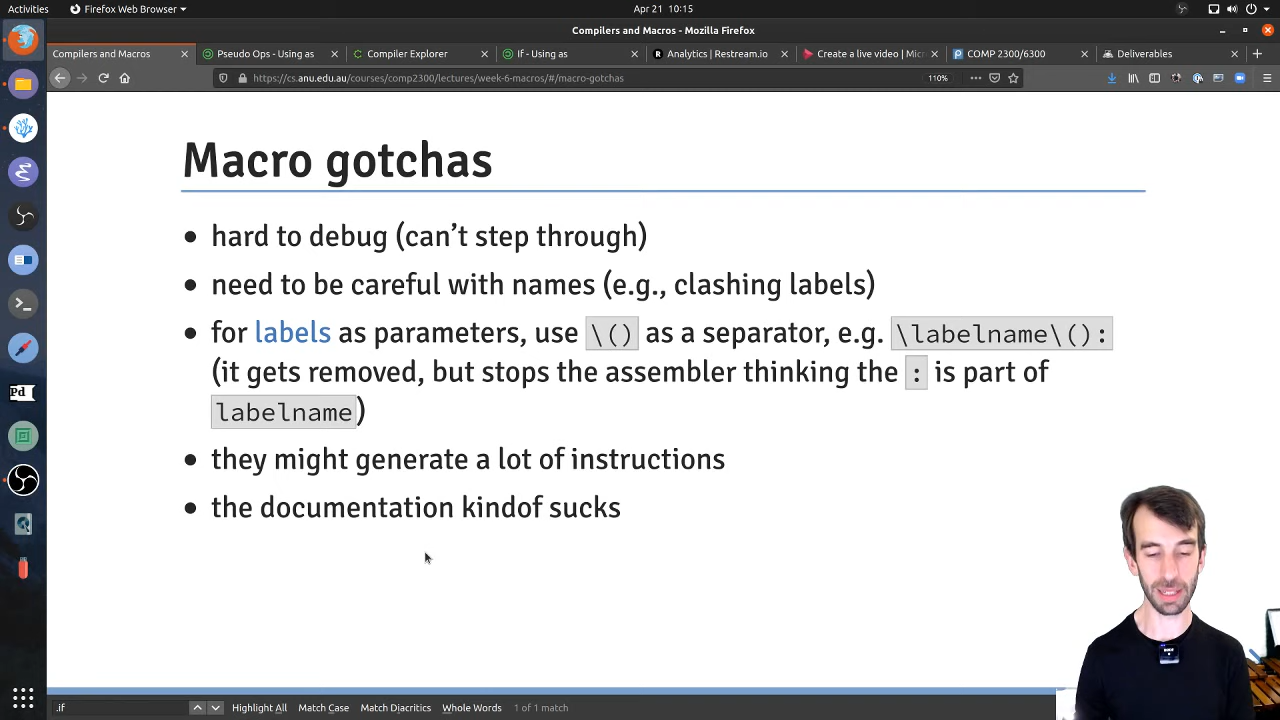 Activities
Firefox Web Browser
Apr 21 10:15
Compilers and Macros - Mozilla Firefox
Compilers and Macros
Pseudo Ops - Using as
Compiler Explorer
If - Using as
Analytics | Restream.io
Create a live video | Micr
COMP 2300/6300
Deliverables
https://cs.anu.edu.au/courses/comp2300/lectures/week-6-macros/#/macro-gotchas
110%
Macro gotchas
• hard to debug (can't step through)
• need to be careful with names (e.g., clashing labels)
• for labels as parameters, use \() as a separator, e.g. \labelname\():
(it gets removed, but stops the assembler thinking the : is part of
labelname)
• they might generate a lot of instructions
• the documentation kindof sucks
Pd
.if
Highlight All
Match Case
Match Diacritics
Whole Words
1 of 1 match